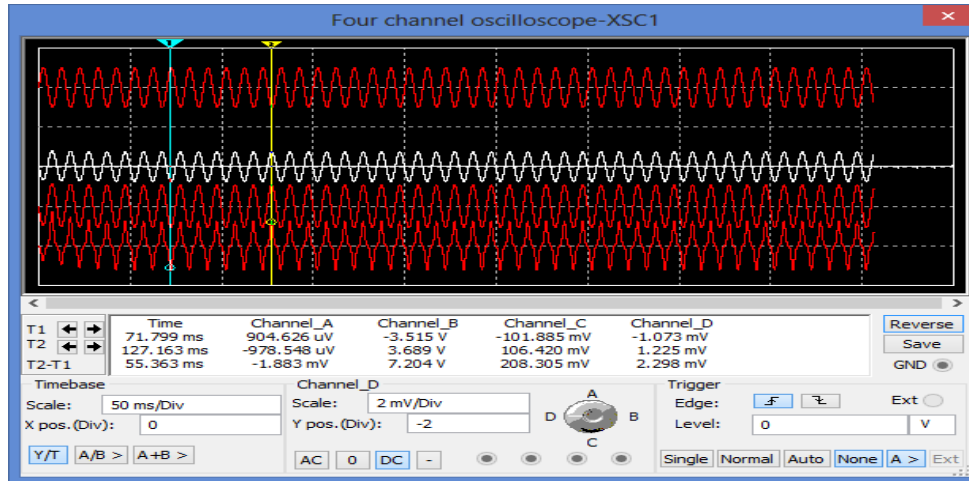 Four channel oscilloscope-XSC1
T1
T2
T2-T1
Time Channel_A Channel_B Channel_C Channel_D
71.799 ms 904.626 uV -3.515 V -101.885 mV -1.073 mV
127.163 ms -978.548 uV 3.689 V 106.420 mV 1.225 mV
55.363 ms -1.883 mV 7.204 V 208.305 mV 2.298 mV
Reverse
Save
GND
Timebase
Scale: 50 ms/Div
X pos.(Div): 0
Y/T A/B > A+B >
Channel_D
Scale: 2 mV/Div
Y pos.(Div): -2
AC 0 DC -
A
D B
C
Trigger
Edge: Ext
Level: 0 V
Single Normal Auto None A > Ext